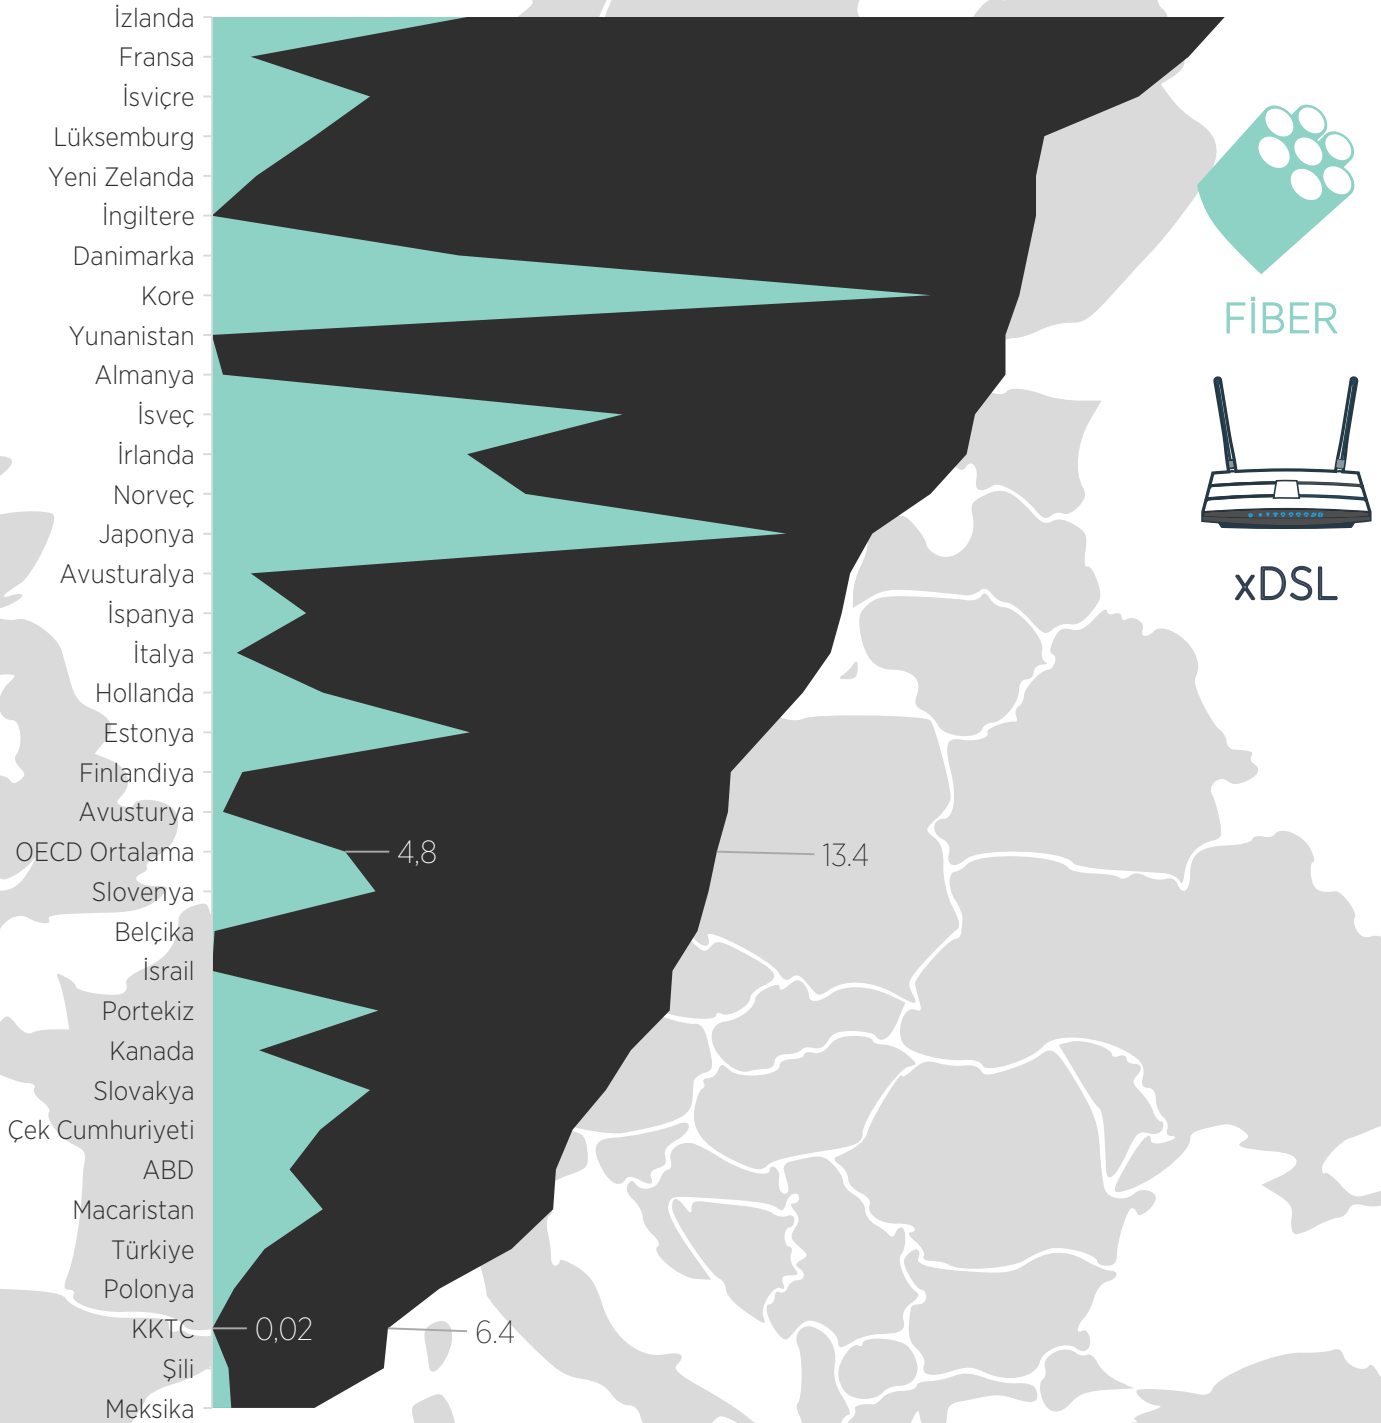 İzlanda
Fransa
İsviçre
Lüksemburg
Yeni Zelanda
İngiltere
Danimarka
Kore
Yunanistan
Almanya
İsveç
İrlanda
Norveç
Japonya
Avusturalya
İspanya
İtalya
Hollanda
Estonya
Finlandiya
Avusturya
OECD Ortalama 4,8 13.4
Slovenya
Belçika
İsrail
Portekiz
Kanada
Slovakya
Çek Cumhuriyeti
ABD
Macaristan
Türkiye
Polonya
KKTC 0,02 6.4
Şili
Meksika
FİBER
xDSL